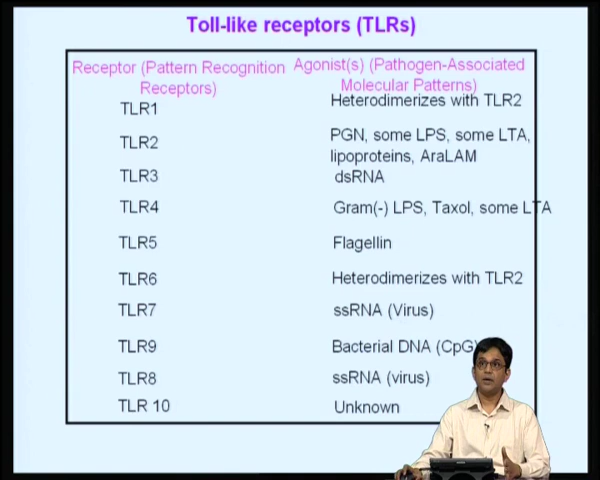 Toll-like receptors (TLRs)
Receptor (Pattern Recognition Receptors) Agonist(s) (Pathogen-Associated Molecular Patterns)
TLR1 Heterodimerizes with TLR2
TLR2 PGN, some LPS, some LTA,
lipoproteins, AraLAM
TLR3 dsRNA
TLR4 Gram(-) LPS, Taxol, some LTA
TLR5 Flagellin
TLR6 Heterodimerizes with TLR2
TLR7 ssRNA (Virus)
TLR9 Bacterial DNA (CpG)
TLR8 ssRNA (virus)
TLR 10 Unknown